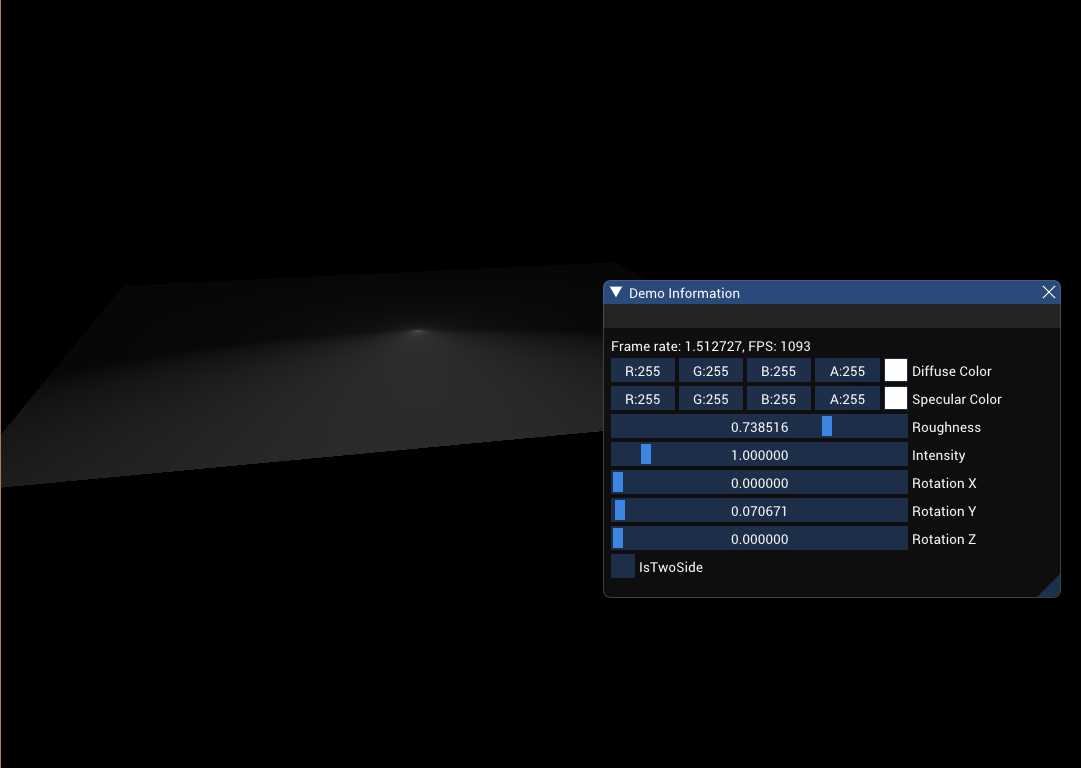 Demo Information
Frame rate: 1.512727, FPS: 1093
R:255 G:255 B:255 A:255 Diffuse Color
R:255 G:255 B:255 A:255 Specular Color
0.738516 Roughness
1.000000 Intensity
0.000000 Rotation X
0.070671 Rotation Y
0.000000 Rotation Z
IsTwoSide